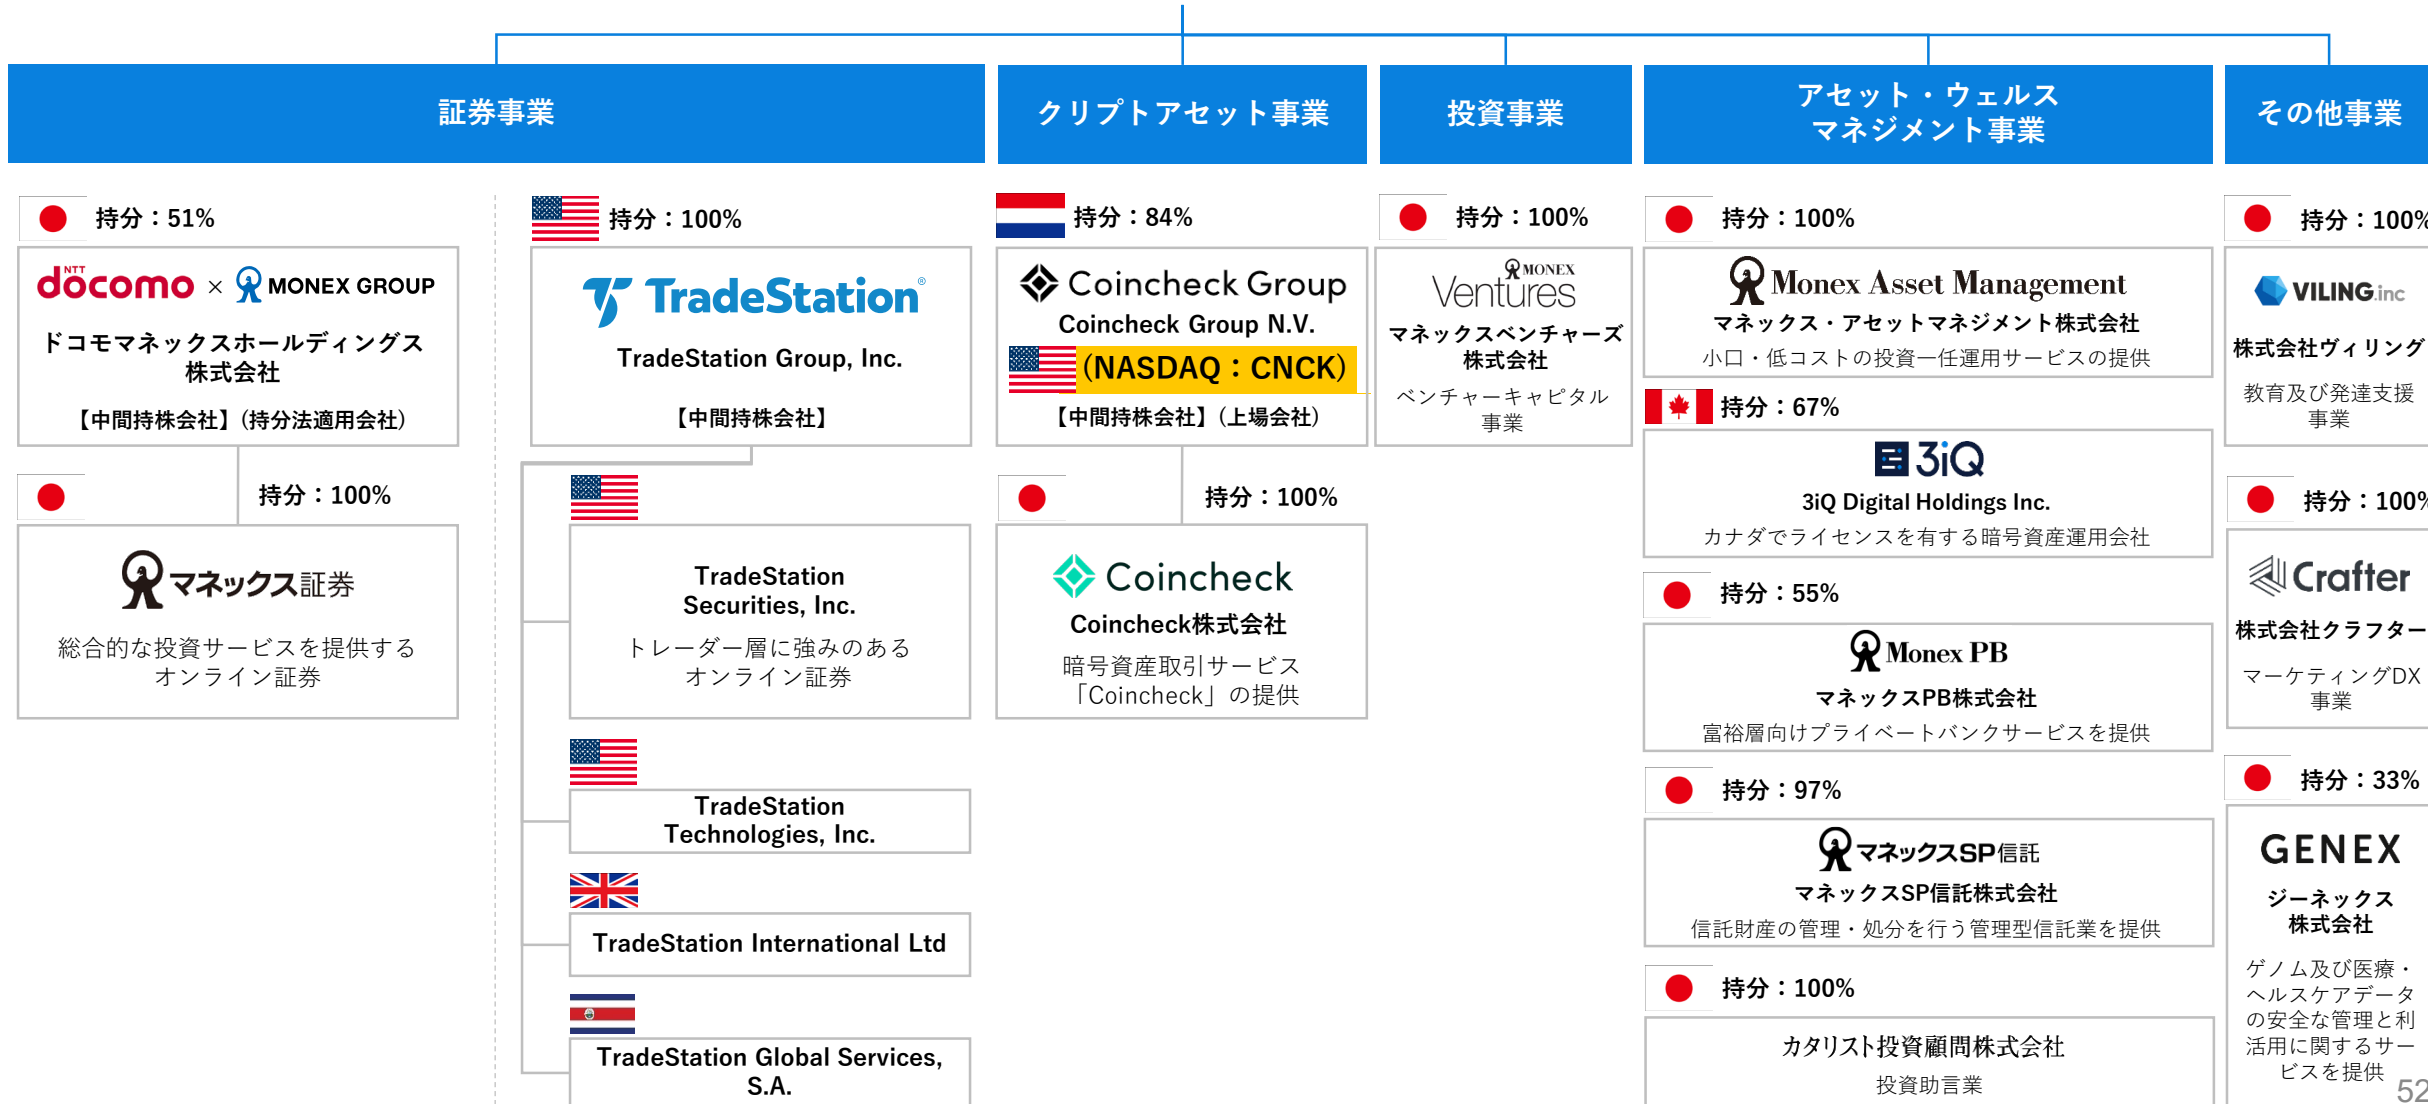 証券事業
持分：51%
NTT
döcomo × MONEX GROUP
ドコモマネックスホールディングス
株式会社
【中間持株会社】(持分法適用会社)
持分：100%
マネックス証券
総合的な投資サービスを提供する
オンライン証券
持分：100%
TradeStation®
TradeStation Group, Inc.
【中間持株会社】
TradeStation
Securities, Inc.
トレーダー層に強みのある
オンライン証券
TradeStation
Technologies, Inc.
TradeStation International Ltd
TradeStation Global Services,
S.A.
クリプトアセット事業
持分：84%
Coincheck Group
Coincheck Group N.V.
(NASDAQ：CNCK)
【中間持株会社】(上場会社)
持分：100%
Coincheck
Coincheck株式会社
暗号資産取引サービス
「Coincheck」の提供
投資事業
持分：100%
MONEX
Ventures
マネックスベンチャーズ
株式会社
ベンチャーキャピタル
事業
アセット・ウェルス
マネジメント事業
持分：100%
Monex Asset Management
マネックス・アセットマネジメント株式会社
小口・低コストの投資一任運用サービスの提供
持分：67%
3iQ
3iQ Digital Holdings Inc.
カナダでライセンスを有する暗号資産運用会社
持分：55%
Monex PB
マネックスPB株式会社
富裕層向けプライベートバンクサービスを提供
持分：97%
マネックスSP信託
マネックスSP信託株式会社
信託財産の管理・処分を行う管理型信託業を提供
持分：100%
カタリスト投資顧問株式会社
投資助言業
その他事業
持分：100%
VILING.inc
株式会社ヴィリング
教育及び発達支援
事業
持分：100%
Crafter
株式会社クラフター
マーケティングDX
事業
持分：33%
GENEX
ジーネックス
株式会社
ゲノム及び医療・
ヘルスケアデータ
の安全な管理と利
活用に関するサー
ビスを提供
52